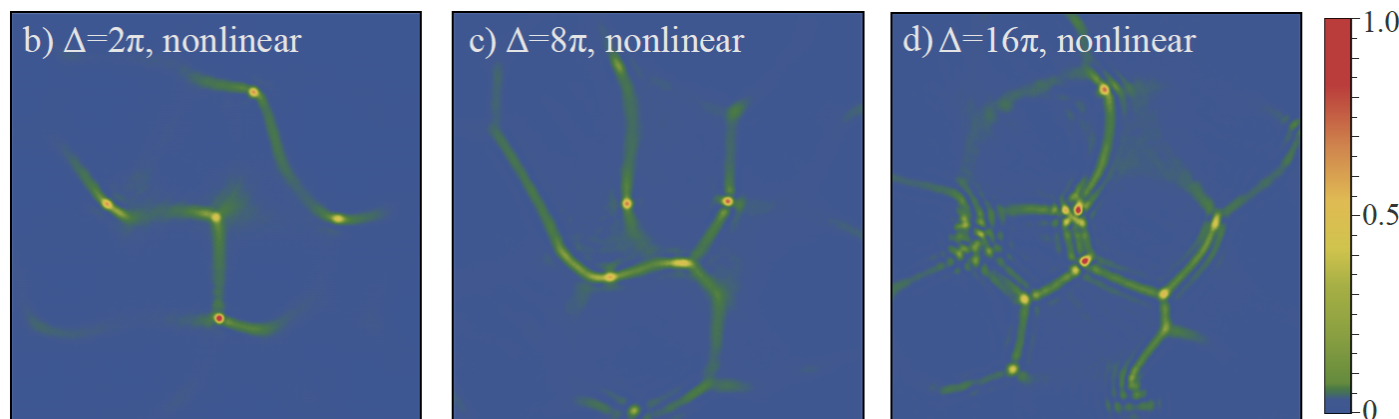 b) Δ=2π, nonlinear
c) Δ=8π, nonlinear
d) Δ=16π, nonlinear
1.0
0.5
0